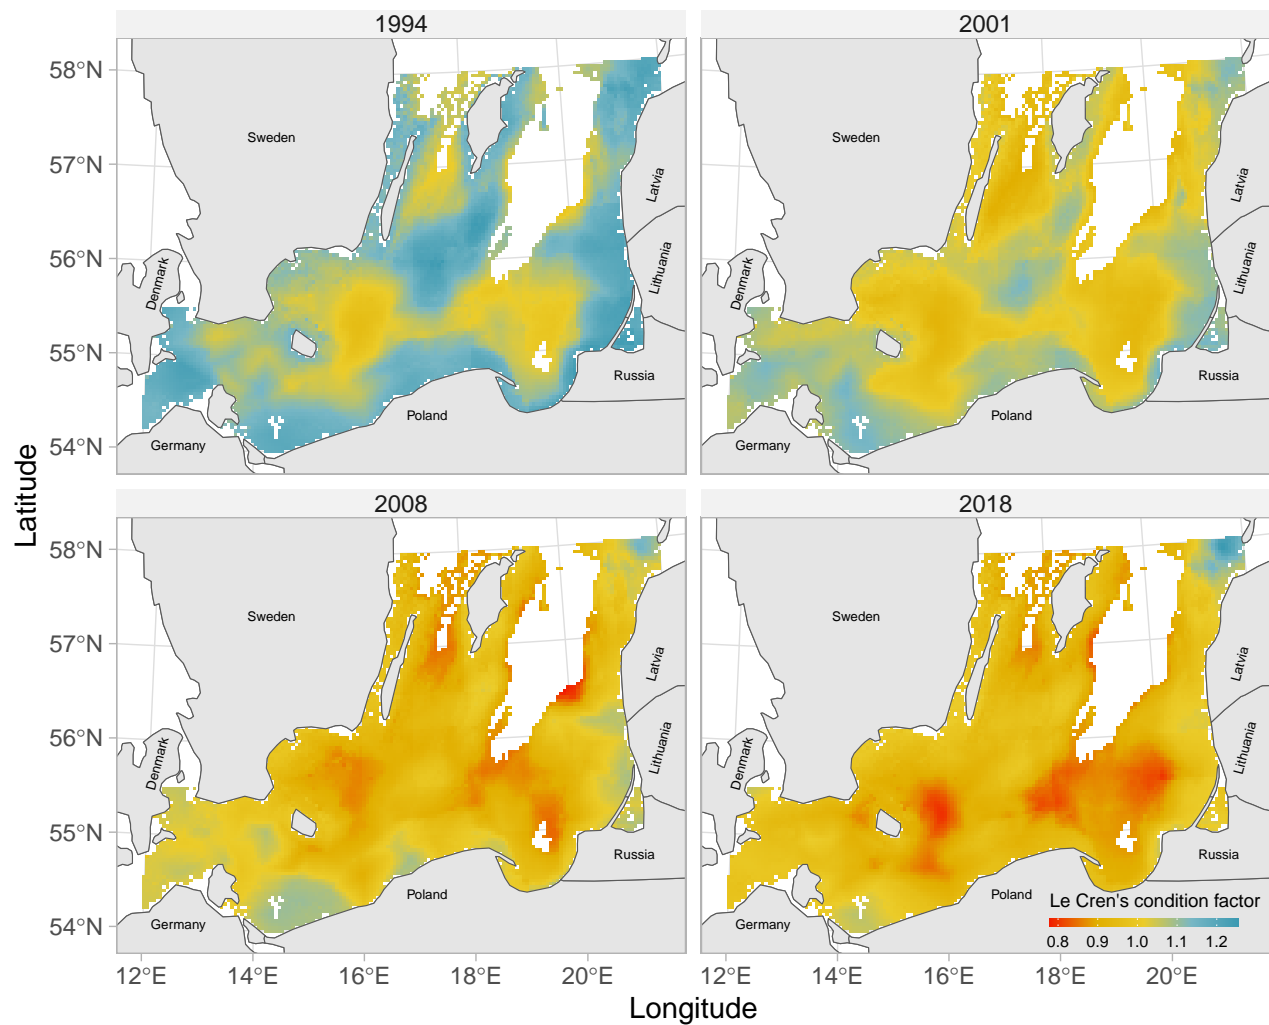 1994
2001
58°N
57°N
56°N
55°N
54°N
Sweden
Denmark
Germany
Poland
Latvia
Lithuania
Russia
Sweden
Denmark
Germany
Poland
Latvia
Lithuania
Russia
Latitude
2008
2018
58°N
57°N
56°N
55°N
54°N
Sweden
Denmark
Germany
Poland
Latvia
Lithuania
Russia
Sweden
Denmark
Germany
Poland
Latvia
Lithuania
Russia
Le Cren's condition factor
0.8 0.9 1.0 1.1 1.2
12°E 14°E 16°E 18°E 20°E
12°E 14°E 16°E 18°E 20°E
Longitude